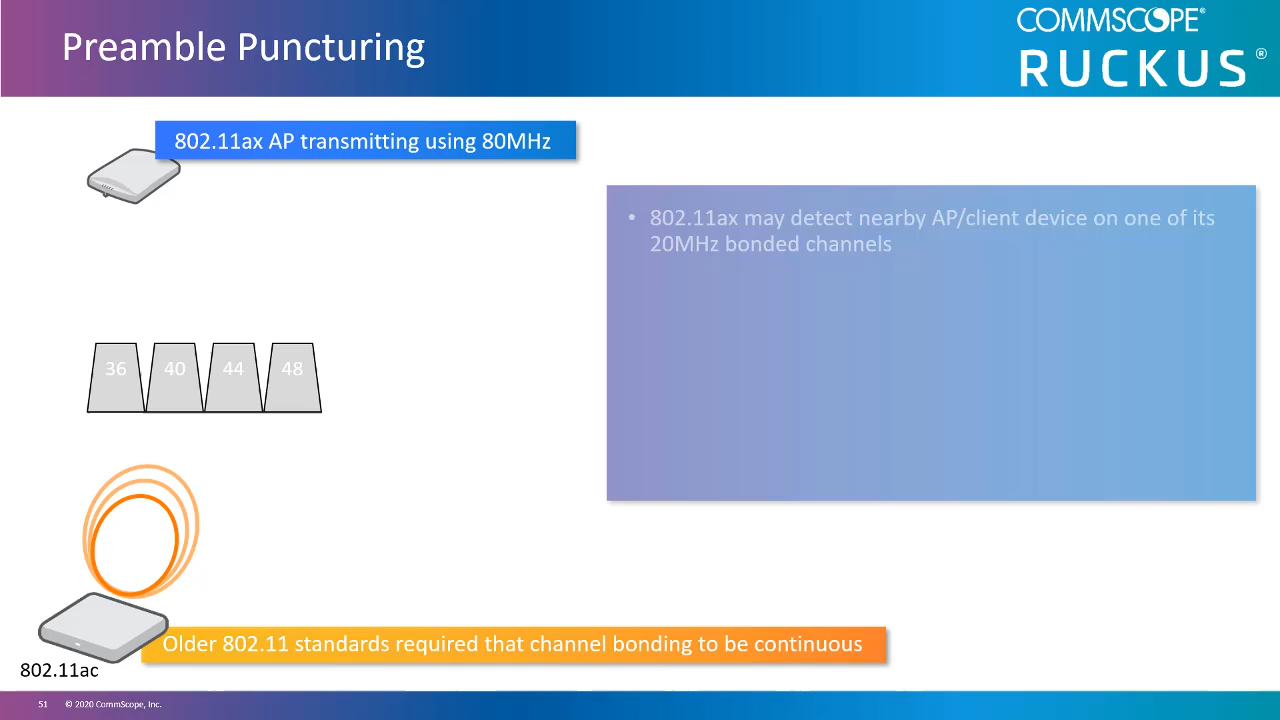 Preamble Puncturing
COMMSCOPE®
RUCKUS®
802.11ax AP transmitting using 80MHz
• 802.11ax may detect nearby AP/client device on one of its
20MHz bonded channels
36 40 44 48
Older 802.11 standards required that channel bonding to be continuous
802.11ac
51 © 2020 CommScope, Inc.